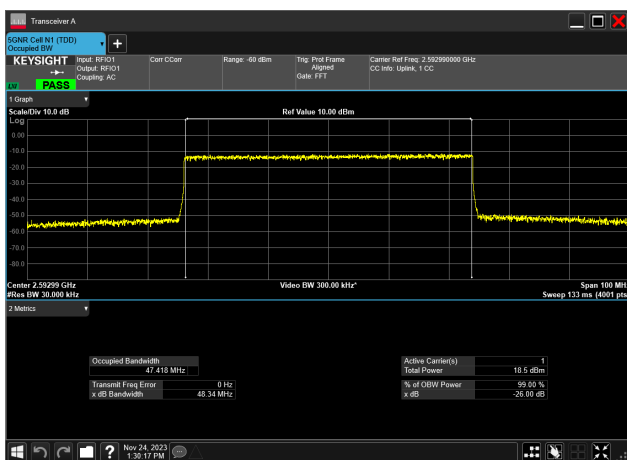 Transceiver A
5GNR Cell N1 (TDD)
Occupied BW
KEYSIGHT
PASS
Input: RFIO1
Output: RFIO1
Coupling: AC
Corr CCorr
Range: -60 dBm
Trig: Prot Frame
Aligned
Gate: FFT
Carrier Ref Freq: 2.592990000 GHz
CC Info: Uplink, 1 CC
1 Graph
Scale/Div 10.0 dB
Ref Value 10.00 dBm
Log
0.00
-10.0
-20.0
-30.0
-40.0
-50.0
-60.0
-70.0
-80.0
Center 2.59299 GHz
Video BW 300.00 kHz*
Span 100 MH
#Res BW 30.000 kHz
Sweep 133 ms (4001 pts
2 Metrics
Occupied Bandwidth
47.418 MHz
Transmit Freq Error 0 Hz
x dB Bandwidth 48.34 MHz
Active Carrier(s) 1
Total Power 18.5 dBm
% of OBW Power 99.00 %
x dB -26.00 dB
Nov 24, 2023
1:30:17 PM